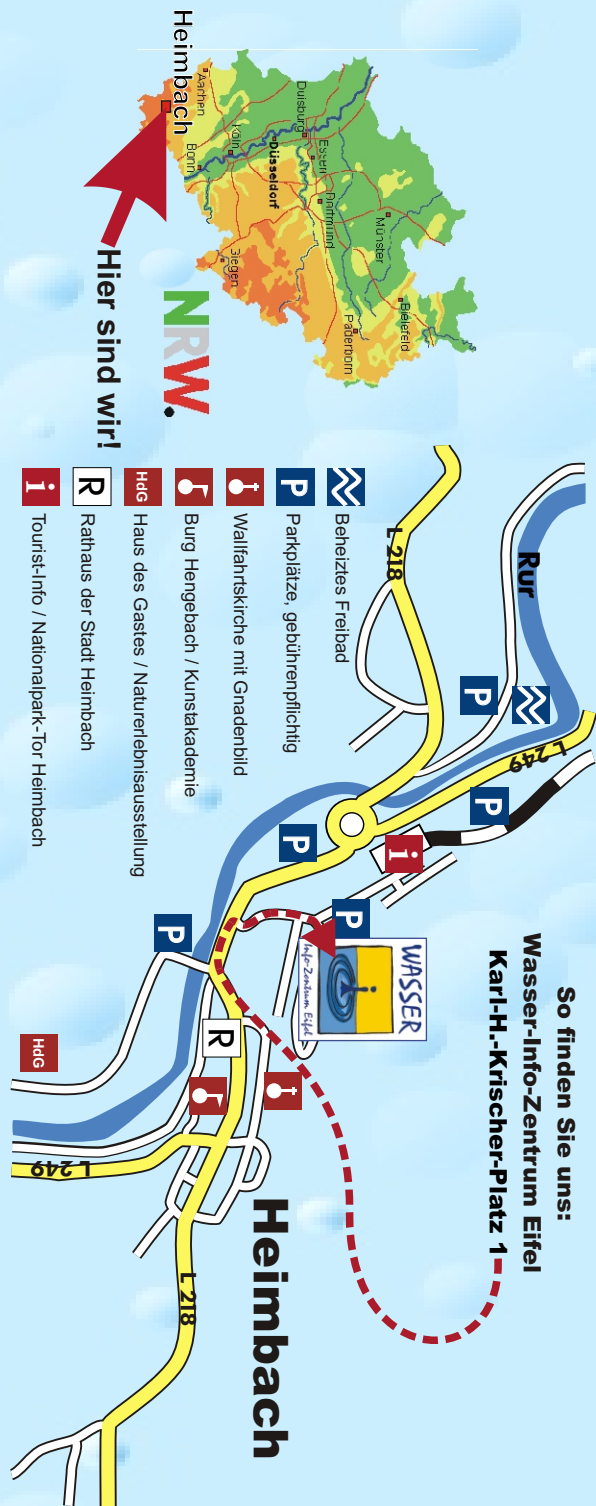 So finden Sie uns:
Wasser-Info-Zentrum Eifel
Karl-H.-Krischer-Platz 1
Heimbach
Aachen
Köln
Bonn
Düsseldorf
Duisburg
Essen
Dortmund
Münster
Siegen
Bielefeld
Paderborn
Hier sind wir!
NRW.
Rur
L 218
L 249
P
P
P
P
P
i
WASSER
Info-Zentrum Eifel
R
HdG
L 249
L 218
Heimbach
Beheiztes Freibad
P Parkplätze, gebührenpflichtig
Wallfahrtskirche mit Gnadenbild
Burg Hengebach / Kunstakademie
HdG Haus des Gastes / Naturerlebnisausstellung
R Rathaus der Stadt Heimbach
i Tourist-Info / Nationalpark-Tor Heimbach